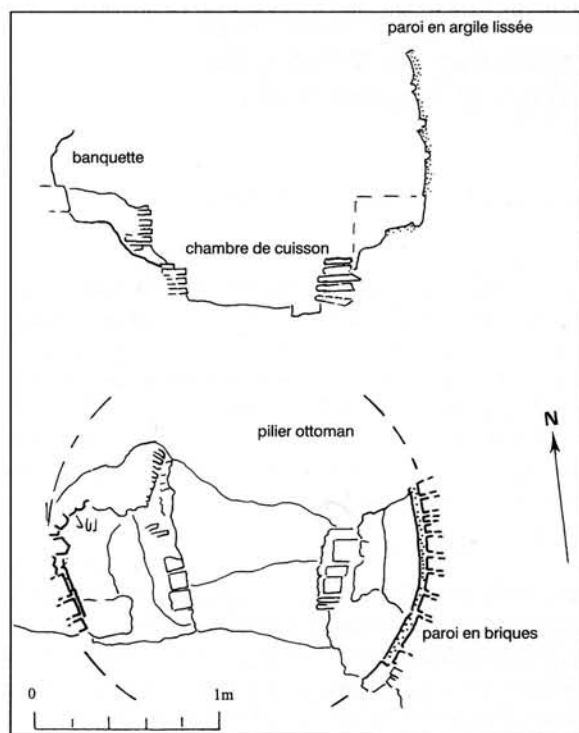 paroi en argile lissée
banquette
chambre de cuisson
pilier ottoman
N
paroi en briques
0 1m